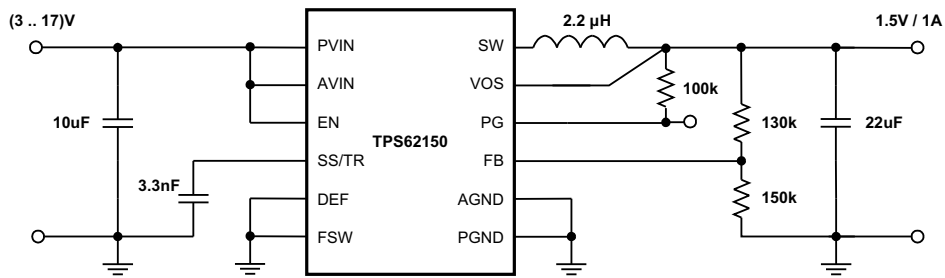 (3 .. 17)V
2.2 µH
1.5V / 1A
PVIN
SW
AVIN
VOS
100k
10uF
EN
PG
130k
22uF
TPS62150
SS/TR
FB
3.3nF
150k
DEF
AGND
FSW
PGND